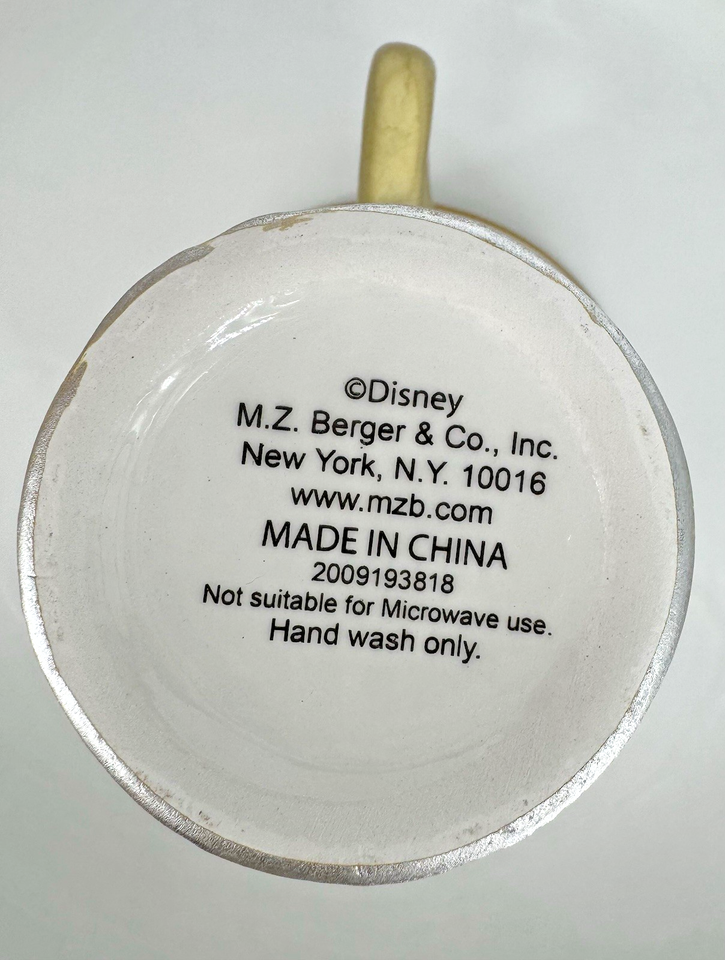 ©Disney
M.Z. Berger & Co., Inc.
New York, N.Y. 10016
www.mzb.com
MADE IN CHINA
2009193818
Not suitable for Microwave use.
Hand wash only.